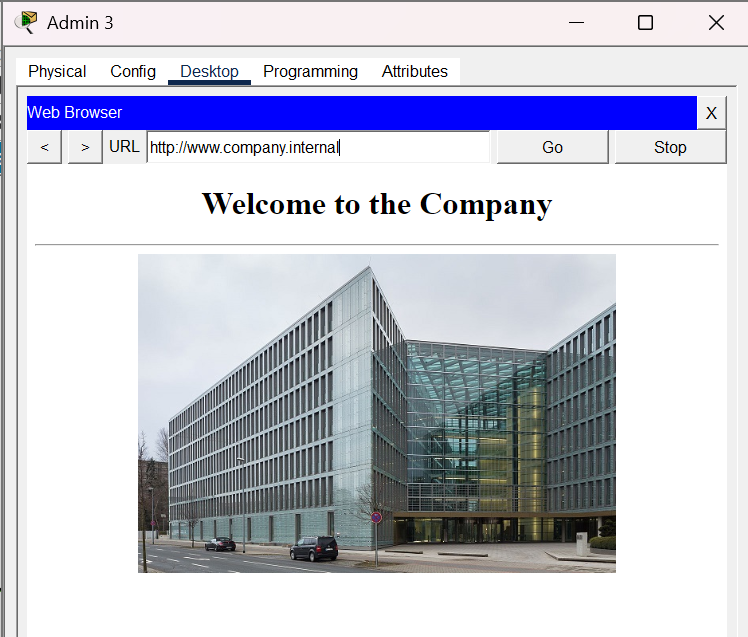 Admin 3
Physical Config Desktop Programming Attributes
Web Browser X
< > URL http://www.company.internal Go Stop
Welcome to the Company